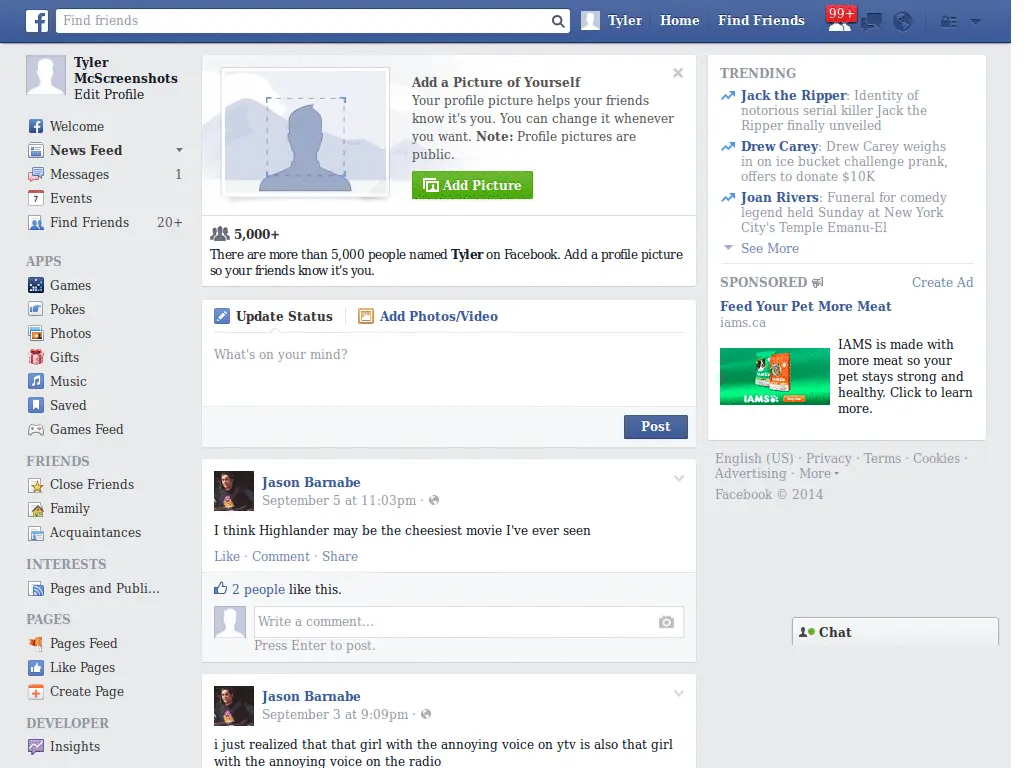 Find friends
Tyler
Home
Find Friends
99+
Tyler
McScreenshots
Edit Profile
Welcome
News Feed
Messages 1
7 Events
Find Friends 20+
APPS
Games
Pokes
Photos
Gifts
Music
Saved
Games Feed
FRIENDS
Close Friends
Family
Acquaintances
INTERESTS
Pages and Publi...
PAGES
Pages Feed
Like Pages
Create Page
DEVELOPER
Insights
Add a Picture of Yourself
Your profile picture helps your friends
know it's you. You can change it whenever
you want. Note: Profile pictures are
public.
Add Picture
5,000+
There are more than 5,000 people named Tyler on Facebook. Add a profile picture
so your friends know it's you.
Update Status
Add Photos/Video
What's on your mind?
Post
Jason Barnabe
September 5 at 11:03pm ·
I think Highlander may be the cheesiest movie I've ever seen
Like · Comment · Share
2 people like this.
Write a comment...
Press Enter to post.
Jason Barnabe
September 3 at 9:09pm ·
i just realized that that girl with the annoying voice on ytv is also that girl
with the annoying voice on the radio
TRENDING
Jack the Ripper: Identity of
notorious serial killer Jack the
Ripper finally unveiled
Drew Carey: Drew Carey weighs
in on ice bucket challenge prank,
offers to donate $10K
Joan Rivers: Funeral for comedy
legend held Sunday at New York
City's Temple Emanu-El
See More
SPONSORED
Create Ad
Feed Your Pet More Meat
iams.ca
IAMS
IAMS is made with
more meat so your
pet stays strong and
healthy. Click to learn
more.
English (US) · Privacy · Terms · Cookies ·
Advertising · More
Facebook © 2014
Chat